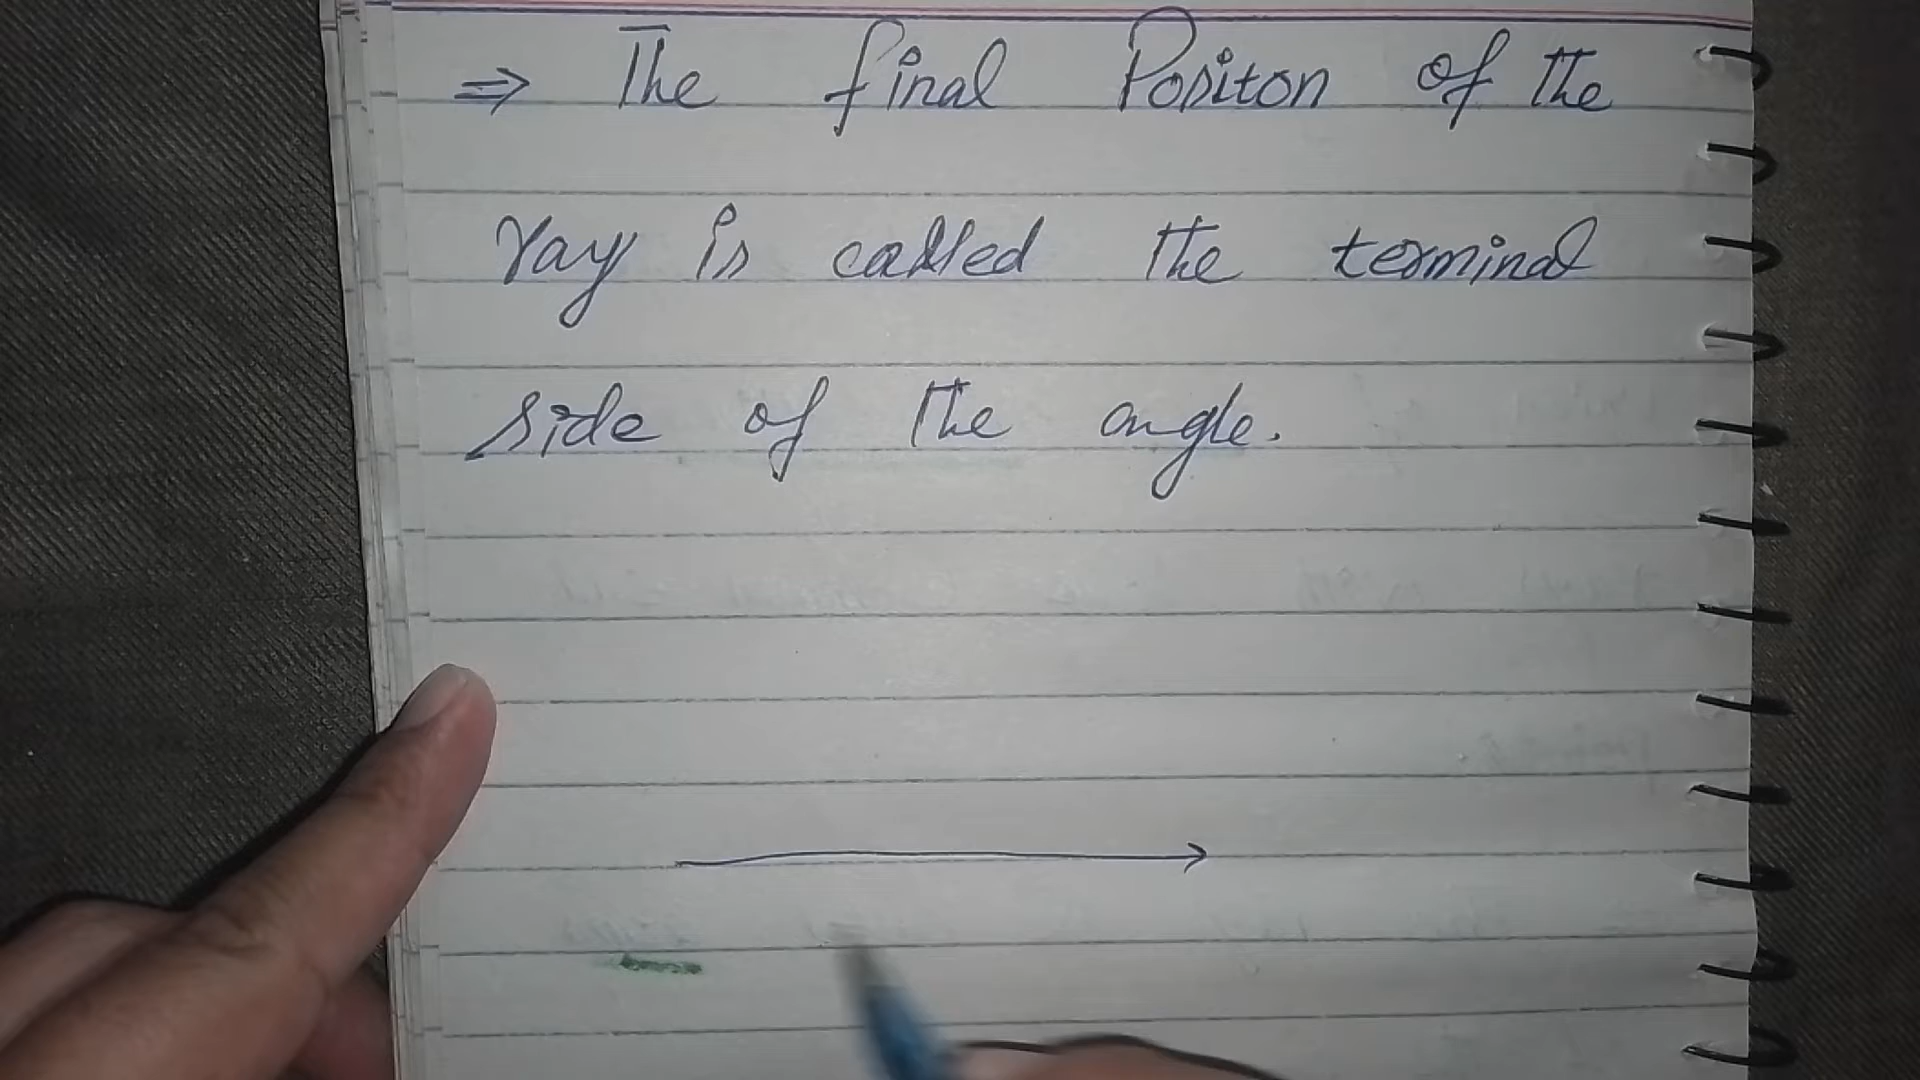 ⇒ The final Positon of the
ray is called the terminal
side of the angle.